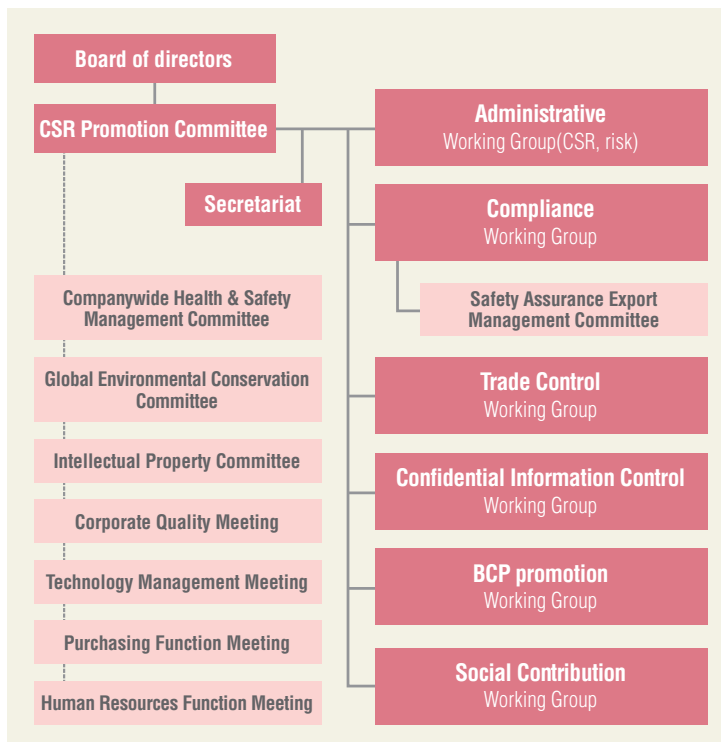 Board of directors
CSR Promotion Committee
Secretariat
Companywide Health & Safety
Management Committee
Global Environmental Conservation
Committee
Intellectual Property Committee
Corporate Quality Meeting
Technology Management Meeting
Purchasing Function Meeting
Human Resources Function Meeting
Administrative
Working Group(CSR, risk)
Compliance
Working Group
Safety Assurance Export
Management Committee
Trade Control
Working Group
Confidential Information Control
Working Group
BCP promotion
Working Group
Social Contribution
Working Group